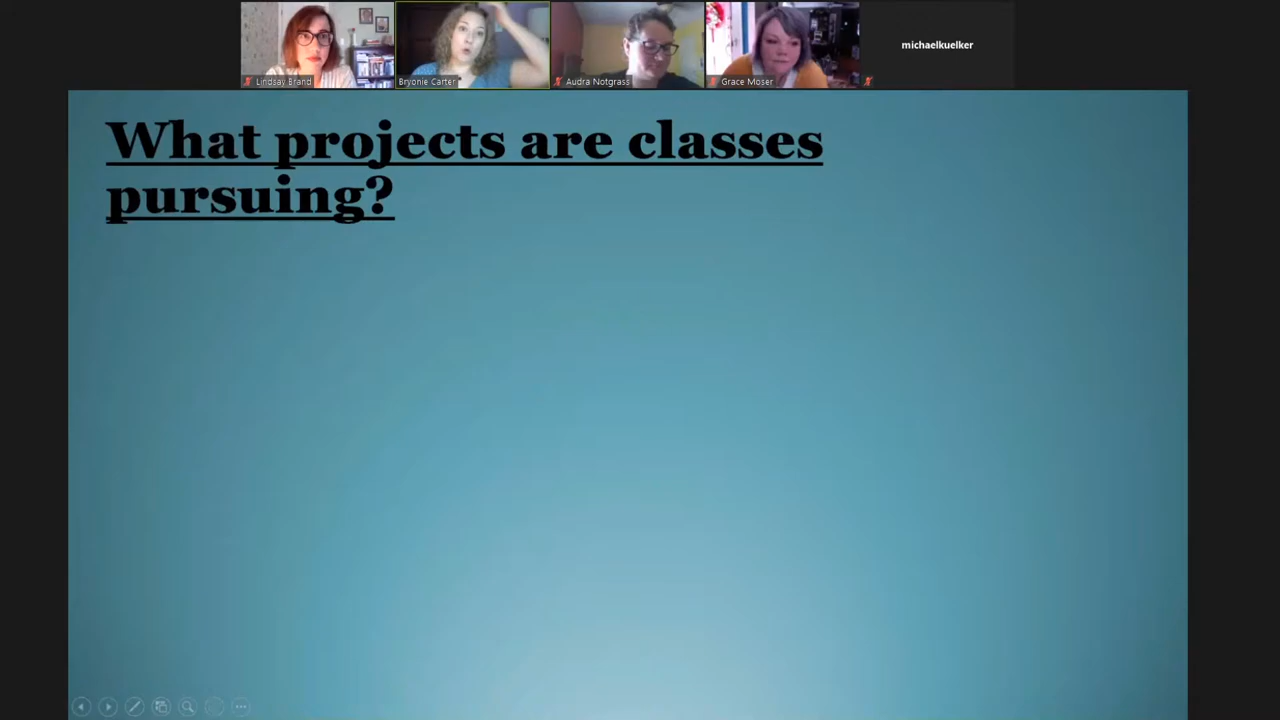 Lindsay Brand
Bryonie Carter
Audra Notgrass
Grace Moser
michaelkuelker
What projects are classes
pursuing?